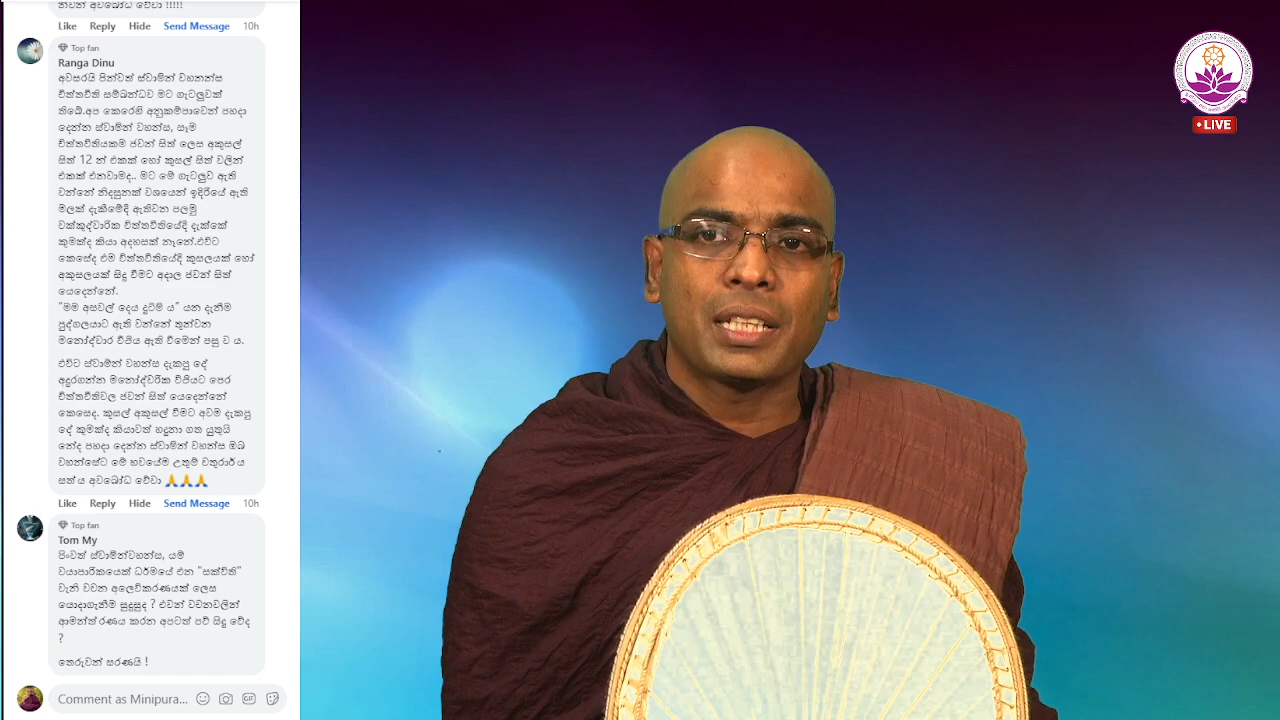 නිවන් අවබෝධ වේවා !!!!!
Like Reply Hide Send Message 10h
Top fan
Ranga Dinu
අවසරයි පින්වත් ස්වාමින් වහනන්ස
චිත්තවීති සම්බන්ධව මට ගැටලුවක්
තිබේ.අප කෙරෙහි අනුකම්පාවෙන් පහදා
දෙන්න ස්වාමින් වහන්ස, සෑම
චිත්තවීතියකම ජවන් සිත් ලෙස අකුසල්
සිත් 12 න් එකක් හෝ කුසල් සිත් වලින්
එකක් එනවාමද.. මට මේ ගැටලුව ඇති
වන්නේ නිදසුනක් වශයෙන් ඉදිරියේ ඇති
මලක් දැකීමේදී ඇතිවන පලමු
චක්කුද්වාරික චිත්තවීතියේදී දැක්කේ
කුමක්ද කියා අදහසක් නැනේ.එවිට
කෙසේද එම චිත්තවීතියේදී කුසලයක් හෝ
අකුසලයක් සිදු වීමට අදාල ජවන් සිත්
යෙදෙන්නේ.
"මම අසවල් දෙය දුටිමි ය" යන දැනීම
පුද්ගලයාට ඇති වන්නේ තුන්වන
මනෝද්වාර වීථිය ඇති වීමෙන් පසු ව ය.
එවිට ස්වාමින් වහන්ස දැකපු දේ
අඳුරගන්න මනෝද්වරික වීථියට පෙර
චිත්තවීතිවල ජවන් සිත් යෙදෙන්නේ
කෙසෙද. කුසල් අකුසල් වීමට අවම දැකපු
දේ කුමක්ද කියාවත් හදුනා ගත යුතුයි
නේද පහදා දෙන්න ස්වාමින් වහන්ස ඔබ
වහන්සේට මේ භවයේම උතුම් චතුරාර්ය
සත්‍ය අවබෝධ වේවා 🙏🙏🙏
Like Reply Hide Send Message 10h
Top fan
Tom My
පිංවත් ස්වාමින්වහන්ස, යම්
ව්‍යාපාරිකයෙක් ධර්මයේ එන "සක්විති"
වැනි වචන අලෙවිකරණයක් ලෙස
යොදාගැනීම සුදුසුද ? එවන් වචනවලින්
ආමන්ත්‍රණය කරන අපටත් පව් සිදු වේද
?
තෙරුවන් සරණයි !
Comment as Minipura...
GIF
LIVE